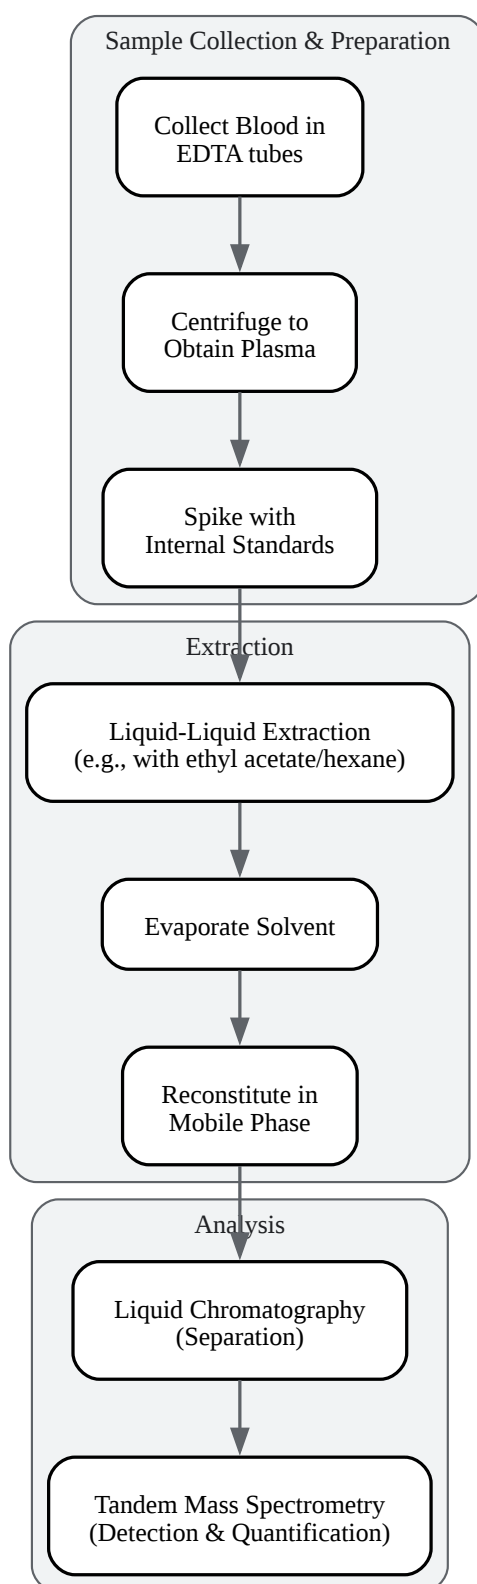 Sample Collection & Preparation
Collect Blood in
EDTA tubes
Centrifuge to
Obtain Plasma
Spike with
Internal Standards
Extraction
Liquid-Liquid Extraction
(e.g., with ethyl acetate/hexane)
Evaporate Solvent
Reconstitute in
Mobile Phase
Analysis
Liquid Chromatography
(Separation)
Tandem Mass Spectrometry
(Detection & Quantification)